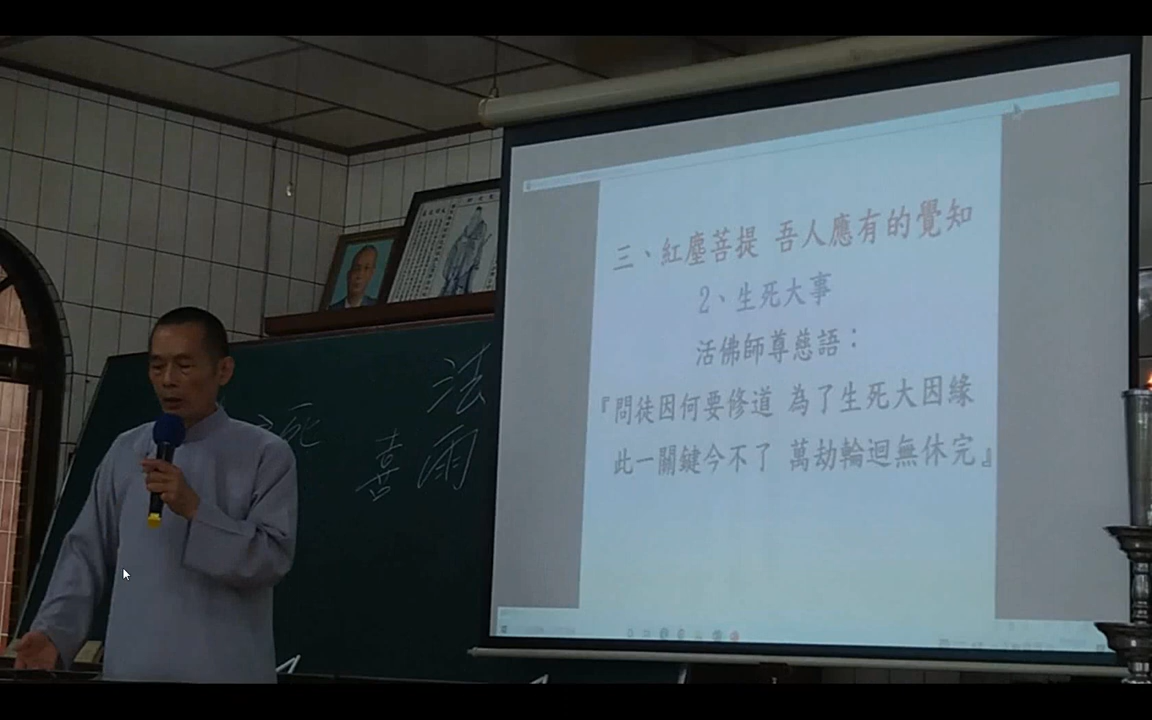 三、紅塵菩提 吾人應有的覺知
2、生死大事
活佛師尊慈語：
『問徒因何要修道 為了生死大因緣
此一關鍵今不了 萬劫輪迴無休完』
法雨
喜
死